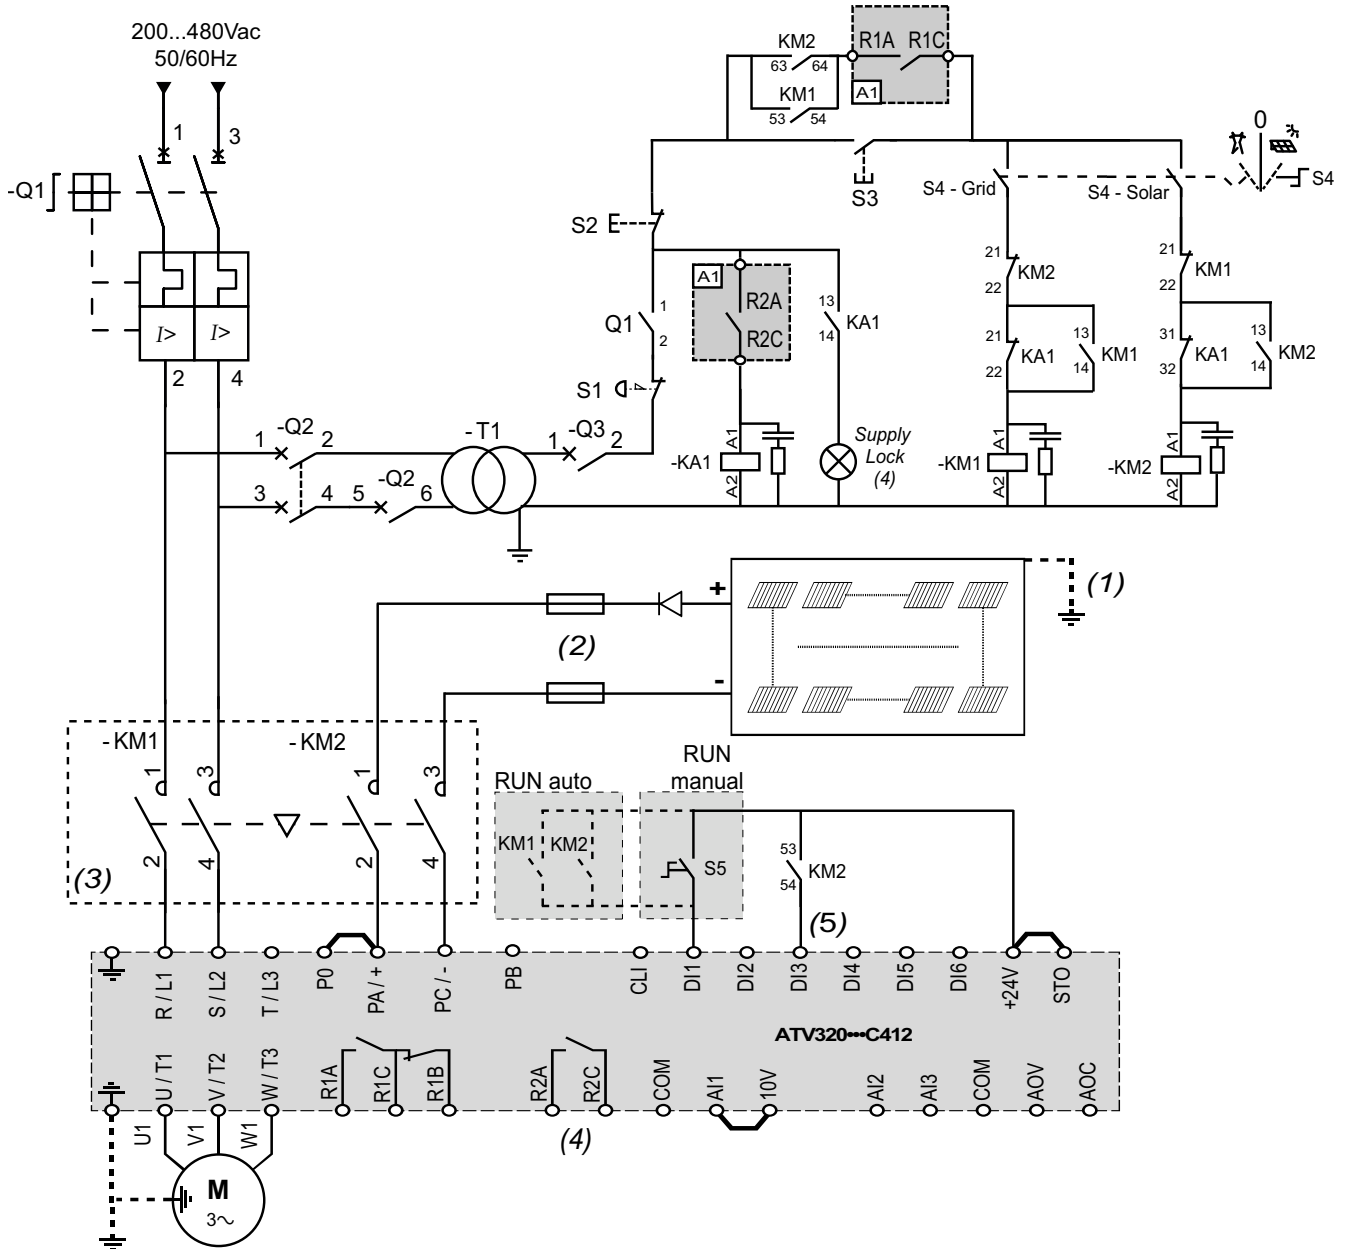 200...480Vac
50/60Hz
1
3
-Q1
I>
I>
2
4
KM2
63
64
R1A
R1C
A1
KM1
53
54
S3
S2
A1
R2A
R2C
Q1
1
2
13
14
KA1
S1
1
-Q2
2
-T1
1
-Q3
2
3
4
5
-Q2
6
-KA1
A1
A2
Supply
Lock
(4)
S4 - Grid
S4 - Solar
0
S4
21
22
KM2
21
22
KM1
21
22
KA1
13
14
KM1
31
32
KA1
13
14
KM2
-KM1
A1
A2
-KM2
A1
A2
+
(1)
(2)
-
-KM1
-KM2
1
3
1
3
2
4
2
4
(3)
RUN auto
RUN
manual
KM1
KM2
S5
53
54
KM2
(5)
R / L1
S / L2
T / L3
P0
PA / +
PC / -
PB
CLI
DI1
DI2
DI3
DI4
DI5
DI6
+24V
STO
ATV320•••C412
U / T1
V / T2
W / T3
R1A
R1C
R1B
R2A
R2C
COM
AI1
10V
AI2
AI3
COM
AOV
AOC
(4)
U1
V1
W1
M
3~